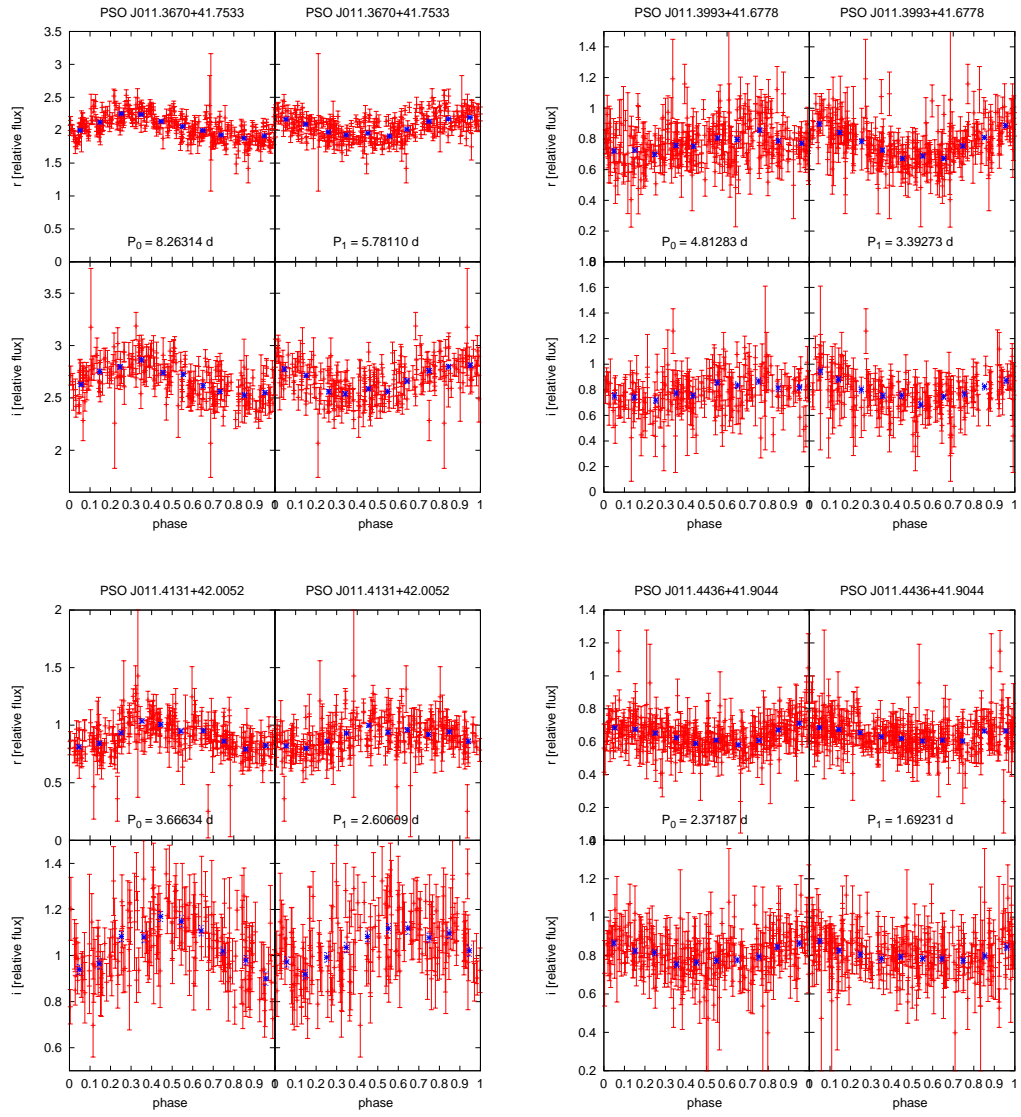 PSO J011.3670+41.7533 PSO J011.3670+41.7533
r [relative flux]
3.5
3
2.5
2
1.5
1
0.5
0
P0 = 8.26314 d P1 = 5.78110 d
i [relative flux]
3.5
3
2.5
2
0 0.1 0.2 0.3 0.4 0.5 0.6 0.7 0.8 0.9 0.1 0.2 0.3 0.4 0.5 0.6 0.7 0.8 0.9 1
phase phase
PSO J011.3993+41.6778 PSO J011.3993+41.6778
r [relative flux]
1.4
1.2
1
0.8
0.6
0.4
0.2
P0 = 4.81283 d P1 = 3.39273 d
i [relative flux]
1.6
1.4
1.2
1
0.8
0.6
0.4
0.2
0
0 0.1 0.2 0.3 0.4 0.5 0.6 0.7 0.8 0.9 0.1 0.2 0.3 0.4 0.5 0.6 0.7 0.8 0.9 1
phase phase
PSO J011.4131+42.0052 PSO J011.4131+42.0052
r [relative flux]
2
1.5
1
0.5
0
P0 = 3.66634 d P1 = 2.60609 d
i [relative flux]
1.4
1.2
1
0.8
0.6
0 0.1 0.2 0.3 0.4 0.5 0.6 0.7 0.8 0.9 0.1 0.2 0.3 0.4 0.5 0.6 0.7 0.8 0.9 1
phase phase
PSO J011.4436+41.9044 PSO J011.4436+41.9044
r [relative flux]
1.4
1.2
1
0.8
0.6
0.4
0.2
P0 = 2.37187 d P1 = 1.69231 d
i [relative flux]
1.2
1
0.8
0.6
0.4
0.2
0 0.1 0.2 0.3 0.4 0.5 0.6 0.7 0.8 0.9 0.1 0.2 0.3 0.4 0.5 0.6 0.7 0.8 0.9 1
phase phase